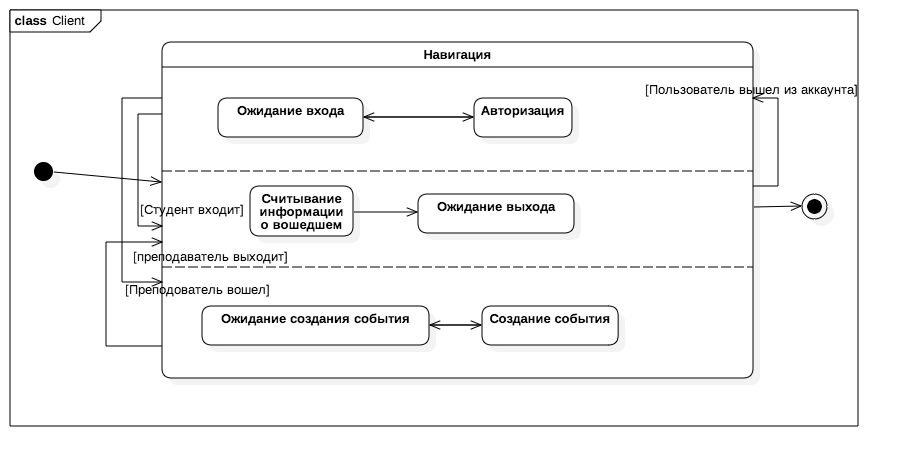 class Client
Навигация
[Пользователь вышел из аккаунта]
Ожидание входа
Авторизация
Считывание
информации
о вошедшем
Ожидание выхода
[Студент входит]
[преподаватель выходит]
[Преподователь вошел]
Ожидание создания события
Создание события